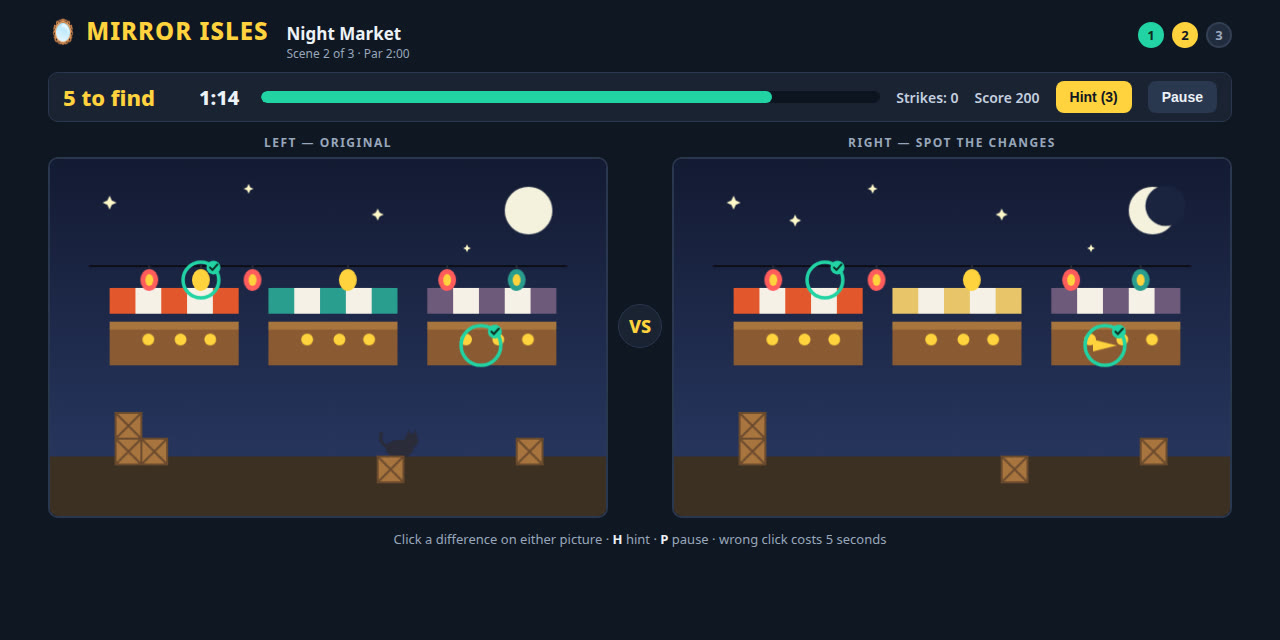 MIRROR ISLES
Night Market
Scene 2 of 3 · Par 2:00
1 2 3
5 to find 1:14 Strikes: 0 Score 200 Hint (3) Pause
LEFT — ORIGINAL
RIGHT — SPOT THE CHANGES
VS
Click a difference on either picture · H hint · P pause · wrong click costs 5 seconds